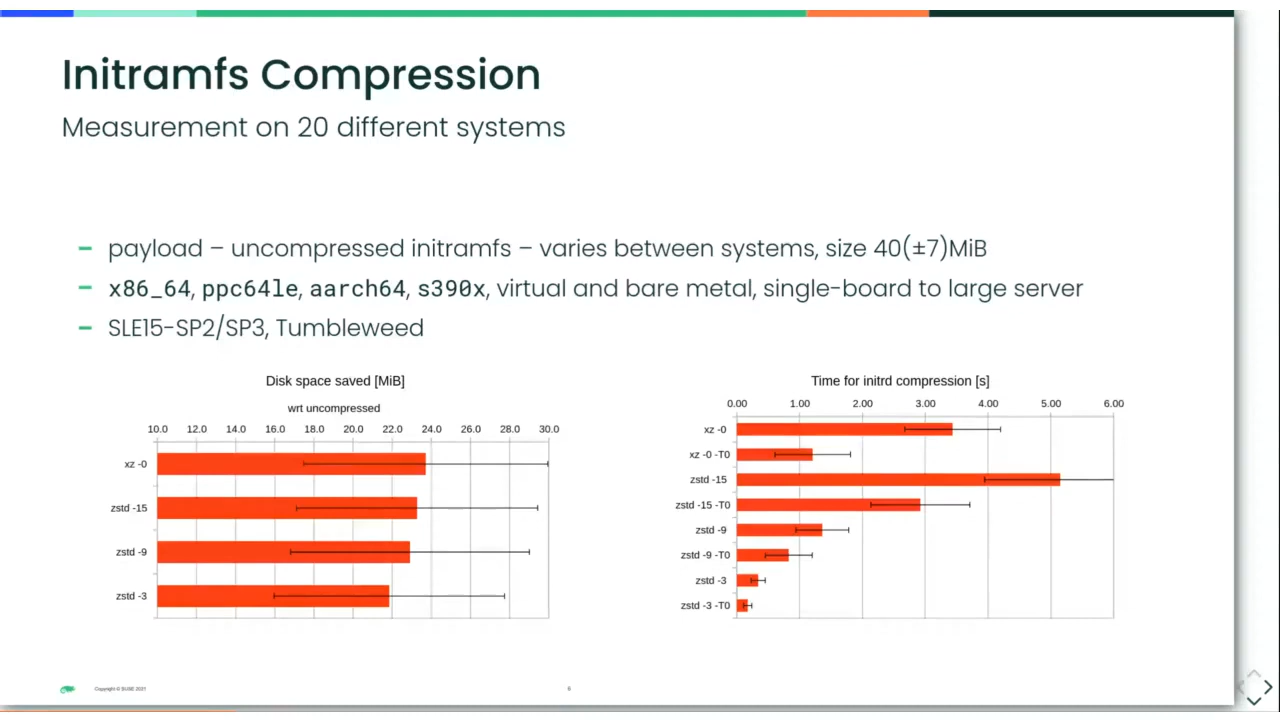 Initramfs Compression
Measurement on 20 different systems
– payload – uncompressed initramfs – varies between systems, size 40(±7)MiB
– x86_64, ppc64le, aarch64, s390x, virtual and bare metal, single-board to large server
– SLE15-SP2/SP3, Tumbleweed
Disk space saved [MiB]
wrt uncompressed
10.0 12.0 14.0 16.0 18.0 20.0 22.0 24.0 26.0 28.0 30.0
xz -0
zstd -15
zstd -9
zstd -3
Time for initrd compression [s]
0.00 1.00 2.00 3.00 4.00 5.00 6.00
xz -0
xz -0 -T0
zstd -15
zstd -15 -T0
zstd -9
zstd -9 -T0
zstd -3
zstd -3 -T0
Copyright © SUSE 2021